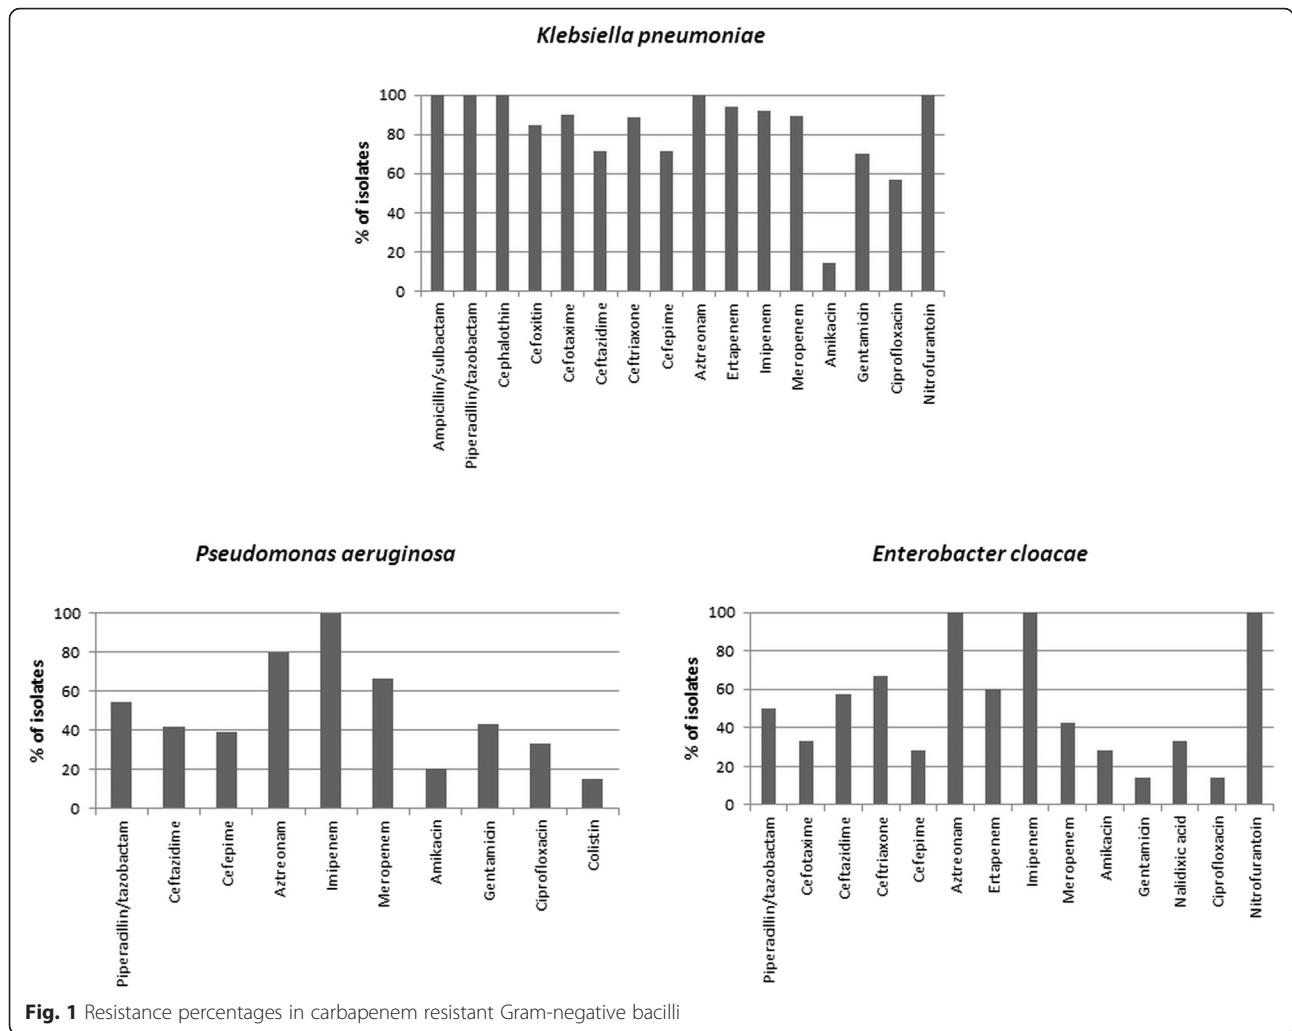 Klebsiella pneumoniae
% of isolates
100
80
60
40
20
0
Ampicillin/sulbactam
Piperacillin/tazobactam
Cephalothin
Cefoxitin
Cefotaxime
Ceftazidime
Ceftriaxone
Cefepime
Aztreonam
Ertapenem
Imipenem
Meropenem
Amikacin
Gentamicin
Ciprofloxacin
Nitrofurantoin
Pseudomonas aeruginosa
% of isolates
100
80
60
40
20
0
Piperacillin/tazobactam
Ceftazidime
Cefepime
Aztreonam
Imipenem
Meropenem
Amikacin
Gentamicin
Ciprofloxacin
Colistin
Enterobacter cloacae
% of isolates
100
80
60
40
20
0
Piperacillin/tazobactam
Cefotaxime
Ceftazidime
Ceftriaxone
Cefepime
Aztreonam
Ertapenem
Imipenem
Meropenem
Amikacin
Gentamicin
Nalidixic acid
Ciprofloxacin
Nitrofurantoin
Fig. 1 Resistance percentages in carbapenem resistant Gram-negative bacilli